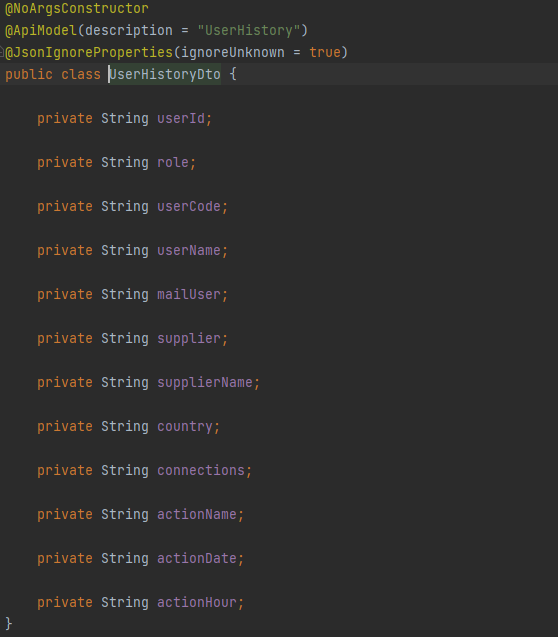 @NoArgsConstructor
@ApiModel(description = "UserHistory")
@JsonIgnoreProperties(ignoreUnknown = true)
public class UserHistoryDto {
private String userId;
private String role;
private String userCode;
private String userName;
private String mailUser;
private String supplier;
private String supplierName;
private String country;
private String connections;
private String actionName;
private String actionDate;
private String actionHour;
}